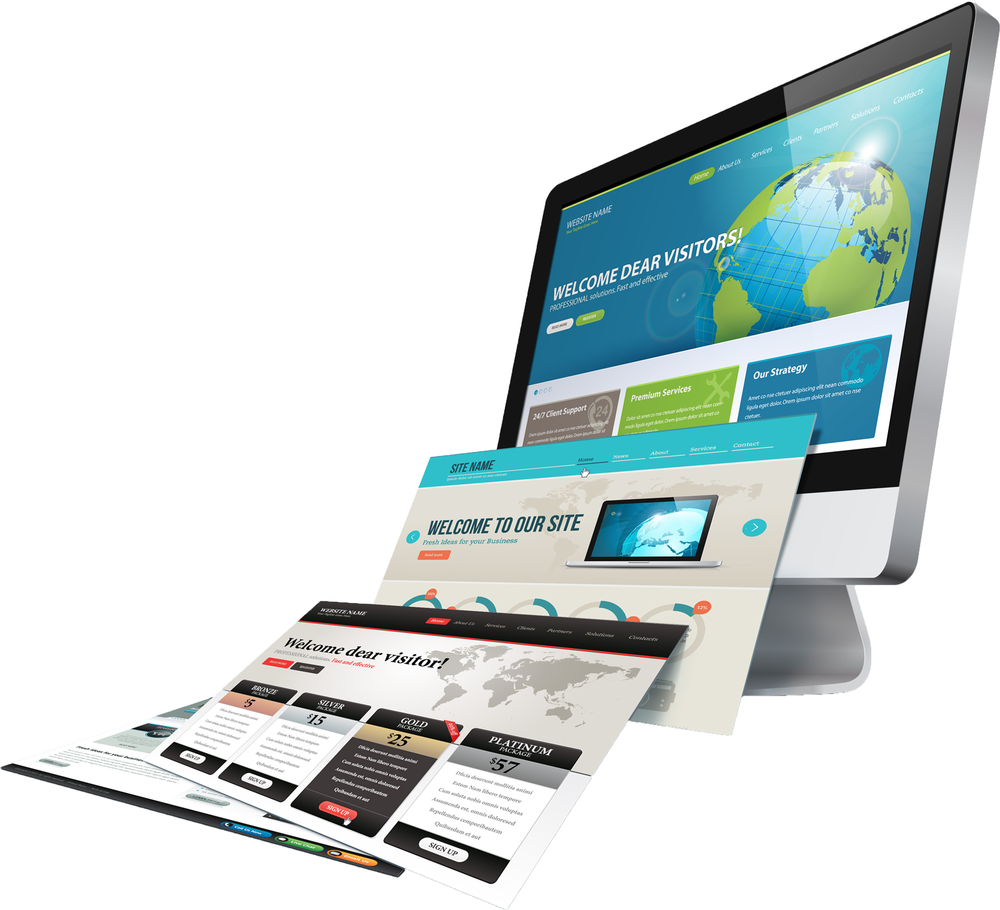 Home
About Us
Services
Clients
Partners
Solutions
Contacts
WEBSITE NAME
Your Tagline Goes Here
WELCOME DEAR VISITORS!
PROFESSIONAL solutions. Fast and effective
READ MORE
REGISTER
24/7 Client Support
24
Orem ipsum dolor sit amet co nse
ctetuer adipiscing elit
nean commodo ligula eget dolor. Orem ipsum dolor sit
Premium Services
Dolor sit amet co nse ctetuer adipiscing elit nean com-
modo ligula eget dolor. Orem ipsum dolor sit amet co
Our Strategy
Amet co nse ctetuer adipiscing elit nean commodo
ligula eget dolor. Orem ipsum dolor sit amet co nse
ctetuer.
SITE NAME
Ipsum dolor sit amet co nse ctetuer
Home
News
About
Services
Contact
WELCOME TO OUR SITE
Fresh Ideas for your Business
Read more
100%
12%
WEBSITE NAME
Your Tagline Goes Here
Home
About Us
Services
Clients
Partners
Solutions
Contacts
Welcome dear visitor!
PROFESSIONAL solutions. Fast and effective
READ MORE
REGISTER
BRONZE
PACKAGE
$5
Dficia deserunt mollitia animi
Estom Nam libero tempore
Cum soluta nobis omnis voluptas
Assumenda est, omnis doloresed
Repellendus cemporibautem
Quibusdam et aut
SIGN UP
SILVER
PACKAGE
$15
Dficia deserunt mollitia animi
Estom Nam libero tempore
Cum soluta nobis omnis voluptas
Assumenda est, omnis doloresed
Repellendus cemporibautem
Quibusdam et aut
SIGN UP
GOLD
PACKAGE
$25
Dficia deserunt mollitia animi
Estom Nam libero tempore
Cum soluta nobis omnis voluptas
Assumenda est, omnis doloresed
Repellendus cemporibautem
Quibusdam et aut
SIGN UP
PLATINUM
PACKAGE
$57
Dficia deserunt mollitia animi
Estom Nam libero tempore
Cum soluta nobis omnis voluptas
Assumenda est, omnis doloresed
Repellendus cemporibautem
Quibusdam et aut
SIGN UP
Fresh ideas for your
LEARN MORE
Call Us Now
Live Chat
Email Us